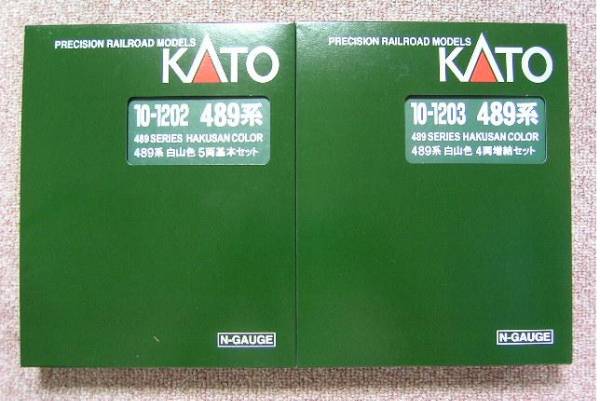 PRECISION RAILROAD MODELS
KATO
10-1202 489系
489 SERIES HAKUSAN COLOR
489系 白山色 5両基本セット
N-GAUGE
PRECISION RAILROAD MODELS
KATO
10-1203 489系
489 SERIES HAKUSAN COLOR
489系 白山色 4両増結セット
N-GAUGE